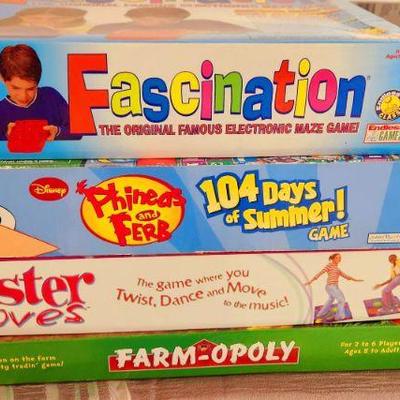 Fascination
THE ORIGINAL FAMOUS ELECTRONIC MAZE GAME!
Endless
GAMES
Disney
Phineas
and
FERB
104 Days
of Summer!
GAME
ster
oves
The game where you
Twist, Dance and Move
to the music!
on the farm
tradin' game!
FARM-OPOLY
For 2 to 6 Players
Ages 8 to Adult